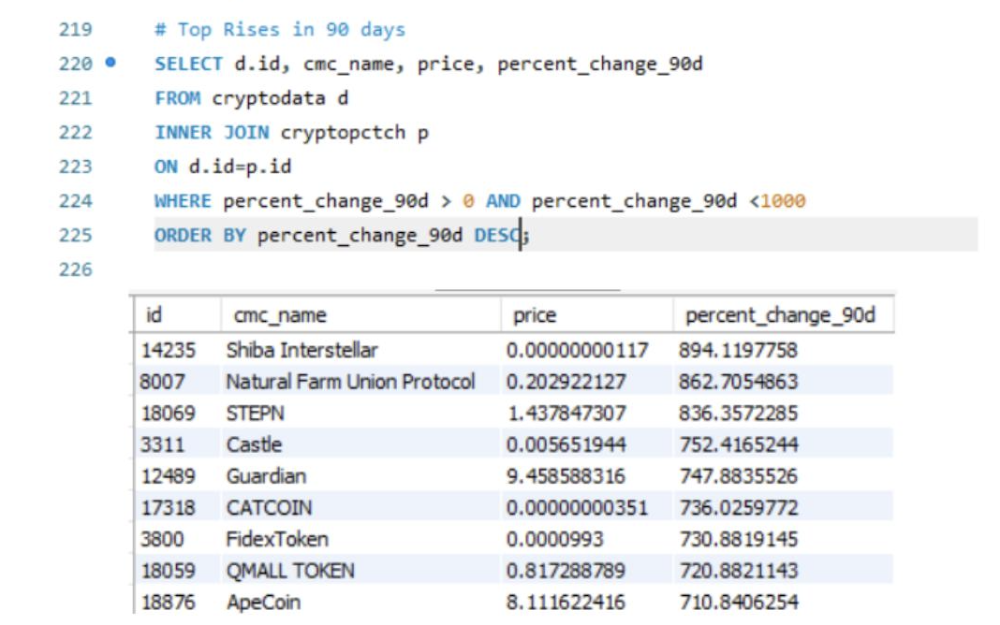 219 # Top Rises in 90 days
220 SELECT d.id, cmc_name, price, percent_change_90d
221 FROM cryptodata d
222 INNER JOIN cryptopctch p
223 ON d.id=p.id
224 WHERE percent_change_90d > 0 AND percent_change_90d <1000
225 ORDER BY percent_change_90d DESC;
226
id cmc_name price percent_change_90d
14235 Shiba Interstellar 0.00000000117 894.1197758
8007 Natural Farm Union Protocol 0.202922127 862.7054863
18069 STEPN 1.437847307 836.3572285
3311 Castle 0.005651944 752.4165244
12489 Guardian 9.458588316 747.8835526
17318 CATCOIN 0.00000000351 736.0259772
3800 FidexToken 0.0000993 730.8819145
18059 QMALL TOKEN 0.817288789 720.8821143
18876 ApeCoin 8.111622416 710.8406254